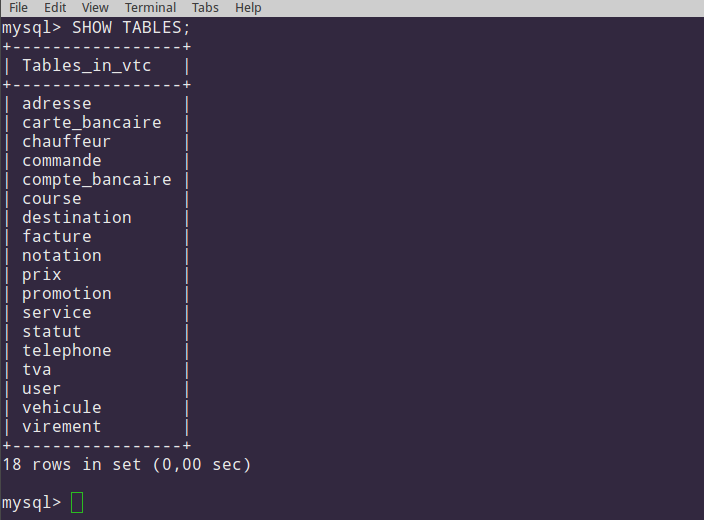 File Edit View Terminal Tabs Help
mysql> SHOW TABLES;
+-----------------+
| Tables_in_vtc   |
+-----------------+
| adresse         |
| carte_bancaire  |
| chauffeur       |
| commande        |
| compte_bancaire |
| course          |
| destination     |
| facture         |
| notation        |
| prix            |
| promotion       |
| service         |
| statut          |
| telephone       |
| tva             |
| user            |
| vehicule        |
| virement        |
+-----------------+
18 rows in set (0,00 sec)
mysql>